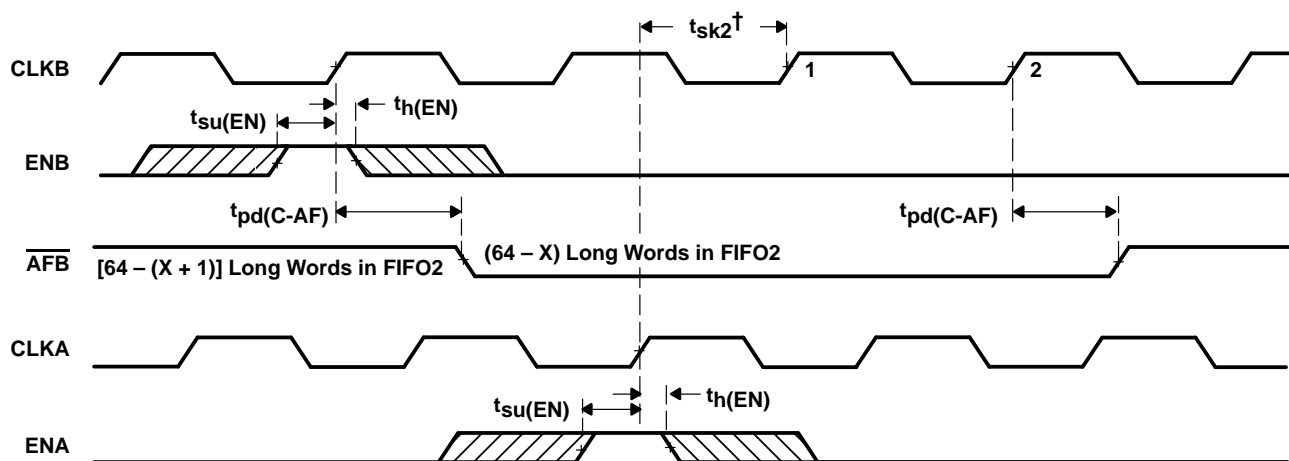 tsk2†
CLKB
1
2
tsu(EN)
th(EN)
ENB
tpd(C-AF)
tpd(C-AF)
AFB
[64 – (X + 1)] Long Words in FIFO2
(64 – X) Long Words in FIFO2
CLKA
tsu(EN)
th(EN)
ENA